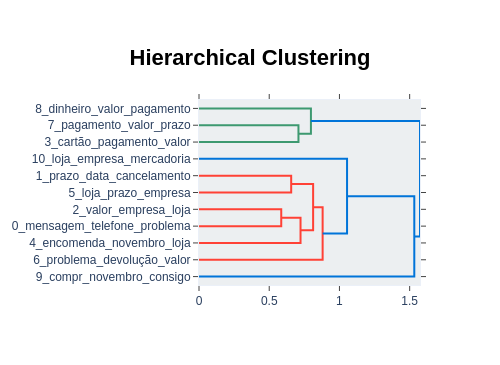 Hierarchical Clustering
8_dinheiro_valor_pagamento
7_pagamento_valor_prazo
3_cartão_pagamento_valor
10_loja_empresa_mercadoria
1_prazo_data_cancelamento
5_loja_prazo_empresa
2_valor_empresa_loja
0_mensagem_telefone_problema
4_encomenda_novembro_loja
6_problema_devolução_valor
9_compr_novembro_consigo
0 0.5 1 1.5